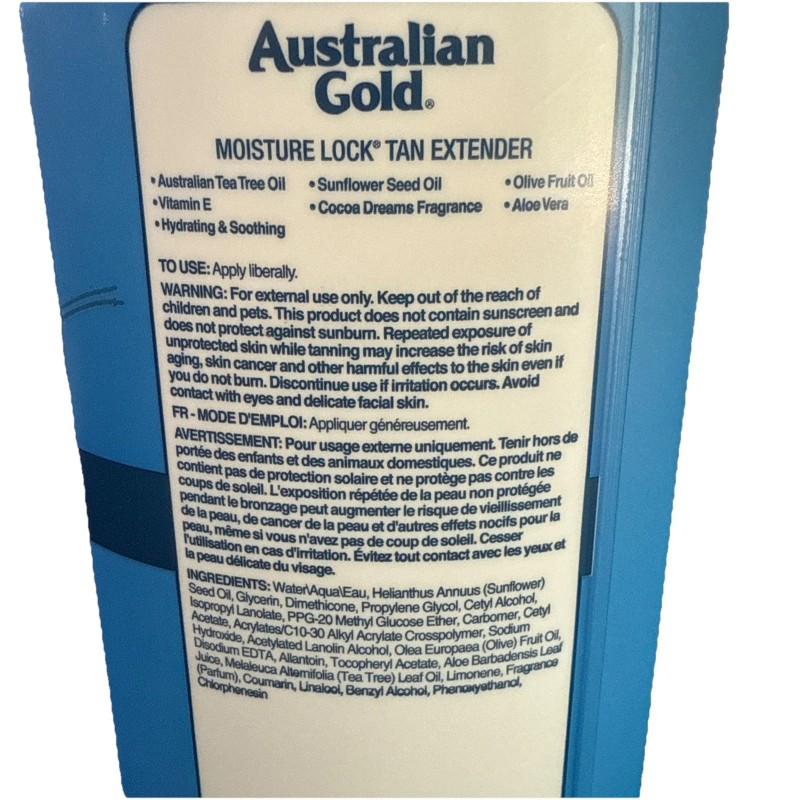 Australian
Gold®
MOISTURE LOCK® TAN EXTENDER
• Australian Tea Tree Oil • Sunflower Seed Oil • Olive Fruit Oil
• Vitamin E • Cocoa Dreams Fragrance • Aloe Vera
• Hydrating & Soothing
TO USE: Apply liberally.
WARNING: For external use only. Keep out of the reach of
children and pets. This product does not contain sunscreen and
does not protect against sunburn. Repeated exposure of
unprotected skin while tanning may increase the risk of skin
aging, skin cancer and other harmful effects to the skin even if
you do not burn. Discontinue use if irritation occurs. Avoid
contact with eyes and delicate facial skin.
FR - MODE D'EMPLOI: Appliquer généreusement.
AVERTISSEMENT: Pour usage externe uniquement. Tenir hors de
portée des enfants et des animaux domestiques. Ce produit ne
contient pas de protection solaire et ne protège pas contre les
coups de soleil. L'exposition répétée de la peau non protégée
pendant le bronzage peut augmenter le risque de vieillissement
de la peau, de cancer de la peau et d'autres effets nocifs pour la
peau, même si vous n'avez pas de coup de soleil. Cesser
l'utilisation en cas d'irritation. Évitez tout contact avec les yeux et
la peau délicate du visage.
INGREDIENTS: Water\Aqua\Eau, Helianthus Annuus (Sunflower)
Seed Oil, Glycerin, Dimethicone, Propylene Glycol, Cetyl Alcohol,
Isopropyl Lanolate, PPG-20 Methyl Glucose Ether, Carbomer, Cetyl
Acetate, Acrylates/C10-30 Alkyl Acrylate Crosspolymer, Sodium
Hydroxide, Acetylated Lanolin Alcohol, Olea Europaea (Olive) Fruit Oil,
Disodium EDTA, Allantoin, Tocopheryl Acetate, Aloe Barbadensis Leaf
Juice, Melaleuca Alternifolia (Tea Tree) Leaf Oil, Limonene, Fragrance
(Parfum), Coumarin, Linalool, Benzyl Alcohol, Phenoxyethanol,
Chlorphenesin